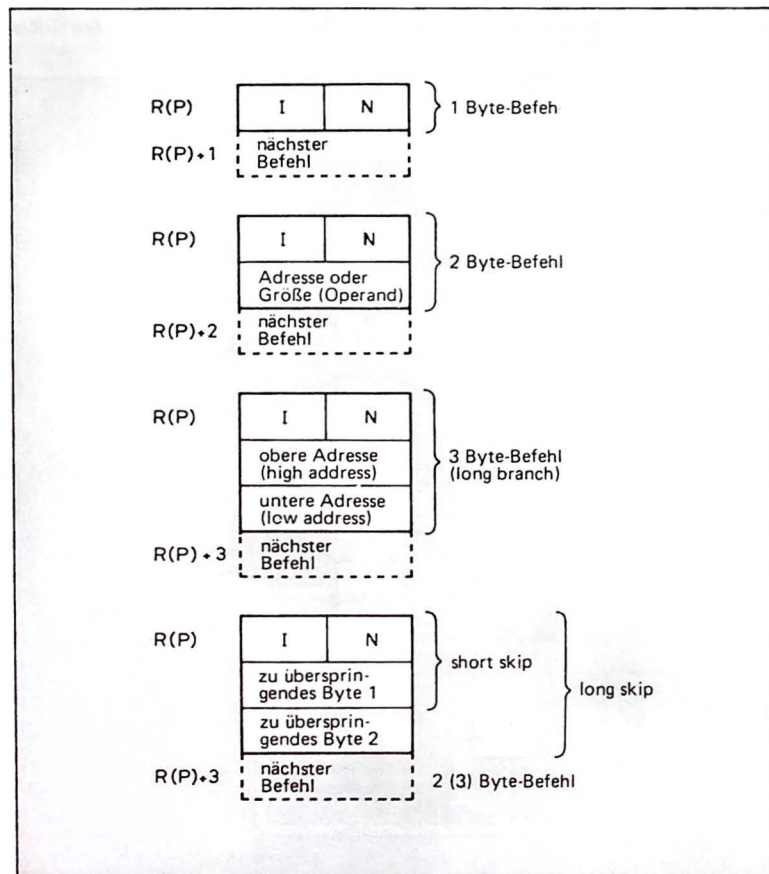 R(P) I N 1 Byte-Befeh
R(P)+1 nächster
Befehl
R(P) I N 2 Byte-Befehl
Adresse oder
Größe (Operand)
R(P)+2 nächster
Befehl
R(P) I N
obere Adresse
(high address)
3 Byte-Befehl
(long branch)
untere Adresse
(low address)
R(P) + 3 nächster
Befehl
R(P) I N
short skip
zu übersprin-
gendes Byte 1
long skip
zu übersprin-
gendes Byte 2
R(P)+3 nächster
Befehl
2 (3) Byte-Befehl